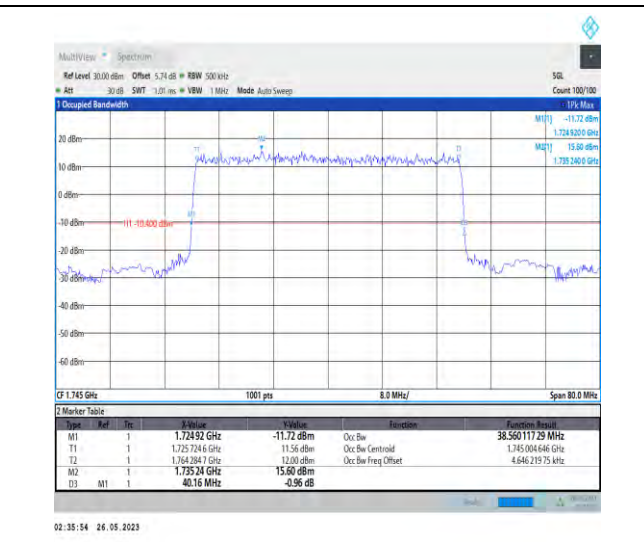 MultiView Spectrum
Ref Level 30.00 dBm Offset 5.74 dB RBW 500 kHz SGL
Att 30 dB SWT 1.01 ms VBW 1 MHz Mode Auto Sweep Count 100/100
1 Occupied Bandwidth 1Pk Max
M1[1] -11.72 dBm
1.724 920 0 GHz
M2[1] 15.60 dBm
1.735 240 0 GHz
20 dBm
10 dBm
0 dBm
-10 dBm
H1 -10.400 dBm
-20 dBm
-30 dBm
-40 dBm
-50 dBm
-60 dBm
T1
M2
M1
CF 1.745 GHz 1001 pts 8.0 MHz/ Span 80.0 MHz
2 Marker Table
Type Ref Trc X-Value Y-Value Function Function Result
M1 1 1.724 92 GHz -11.72 dBm Occ Bw 38.560 117 29 MHz
T1 1 1.725 724 6 GHz 11.56 dBm Occ Bw Centroid 1.745 004 646 GHz
T2 1 1.764 284 7 GHz 12.00 dBm Occ Bw Freq Offset 4.646 219 75 kHz
M2 1 1.735 24 GHz 15.60 dBm
D3 M1 1 40.16 MHz -0.96 dB
02:35:54 26.05.2023